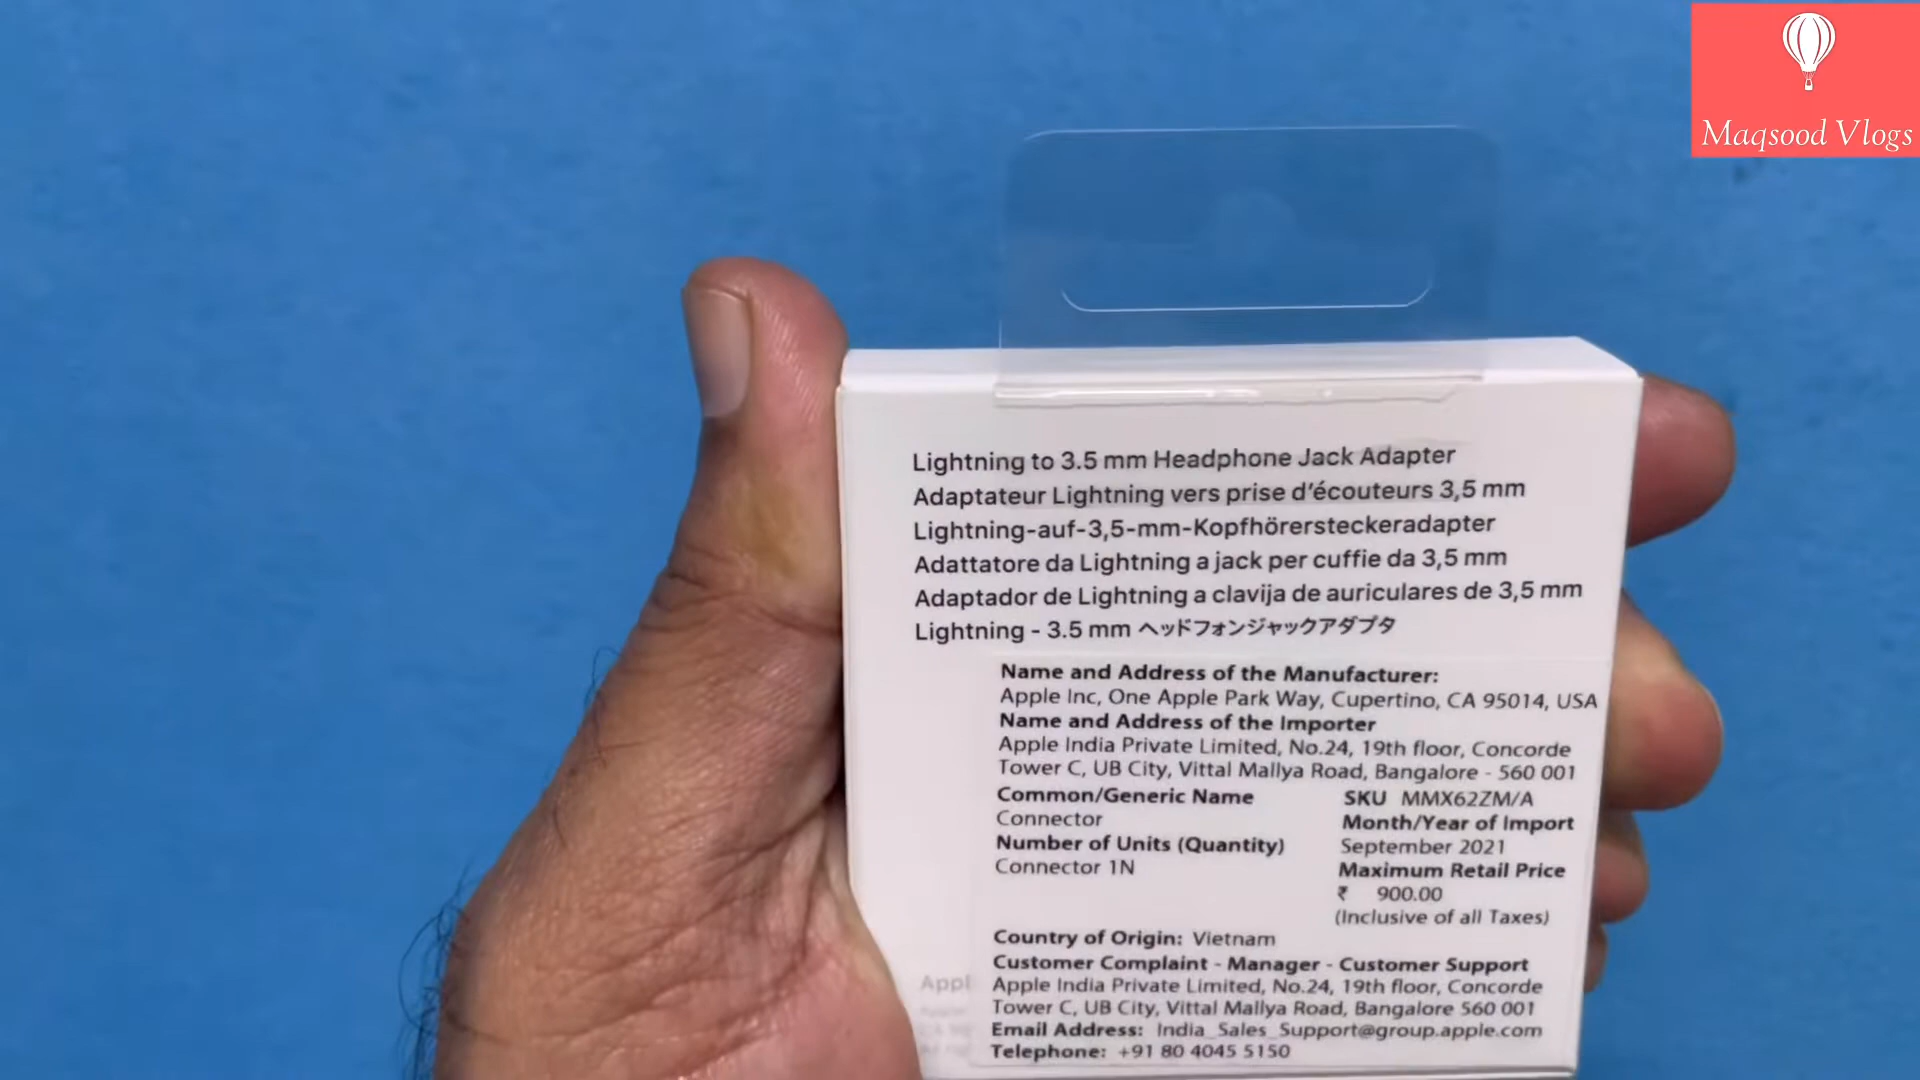 Maqsood Vlogs
Lightning to 3.5 mm Headphone Jack Adapter
Adaptateur Lightning vers prise d’écouteurs 3,5 mm
Lightning-auf-3,5-mm-Kopfhörersteckeradapter
Adattatore da Lightning a jack per cuffie da 3,5 mm
Adaptador de Lightning a clavija de auriculares de 3,5 mm
Lightning - 3.5 mm ヘッドフォンジャックアダプタ
Name and Address of the Manufacturer:
Apple Inc, One Apple Park Way, Cupertino, CA 95014, USA
Name and Address of the Importer
Apple India Private Limited, No.24, 19th floor, Concorde
Tower C, UB City, Vittal Mallya Road, Bangalore - 560 001
Common/Generic Name
Connector
Number of Units (Quantity)
Connector 1N
SKU MMX62ZM/A
Month/Year of Import
September 2021
Maximum Retail Price
₹ 900.00
(Inclusive of all Taxes)
Country of Origin: Vietnam
Customer Complaint - Manager - Customer Support
Apple India Private Limited, No.24, 19th floor, Concorde
Tower C, UB City, Vittal Mallya Road, Bangalore 560 001
Email Address: India_Sales_Support@group.apple.com
Telephone: +91 80 4045 5150